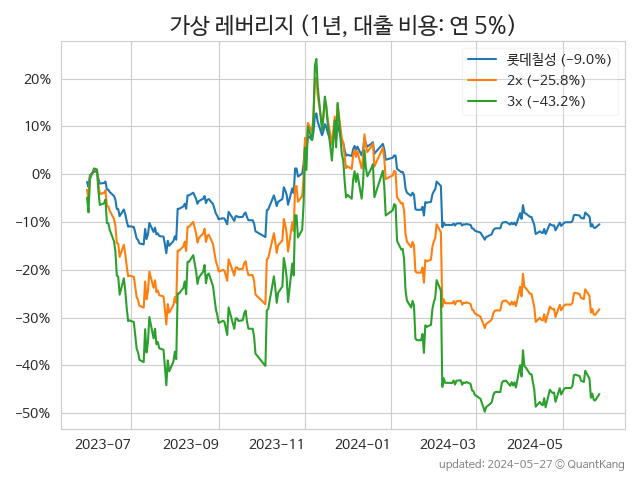 가상 레버리지 (1년, 대출 비용: 연 5%)
롯데칠성 (−9.0%)
2x (−25.8%)
3x (−43.2%)
20%
10%
0%
−10%
−20%
−30%
−40%
−50%
2023-07
2023-09
2023-11
2024-01
2024-03
2024-05
updated: 2024-05-27 © QuantKang